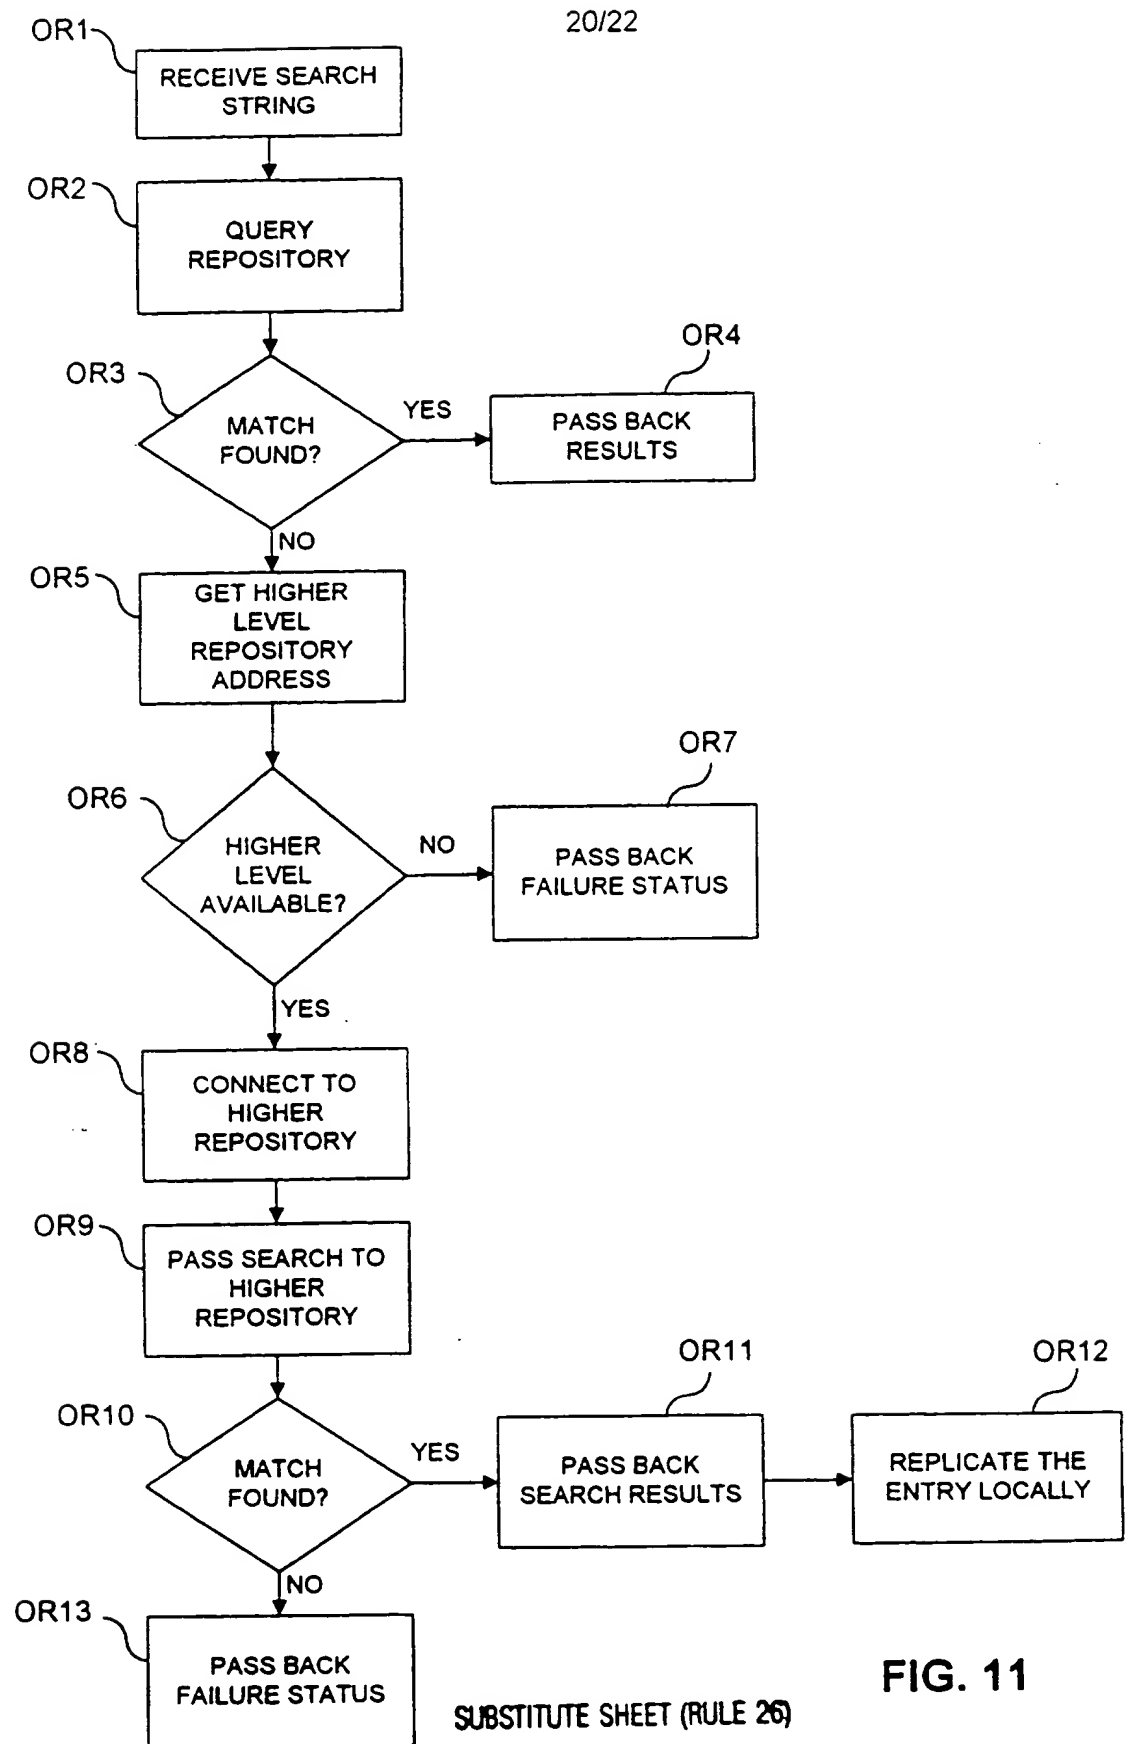 20/22
OR1
RECEIVE SEARCH
STRING
OR2
QUERY
REPOSITORY
OR3
MATCH
FOUND?
YES
OR4
PASS BACK
RESULTS
NO
OR5
GET HIGHER
LEVEL
REPOSITORY
ADDRESS
OR6
HIGHER
LEVEL
AVAILABLE?
NO
OR7
PASS BACK
FAILURE STATUS
YES
OR8
CONNECT TO
HIGHER
REPOSITORY
OR9
PASS SEARCH TO
HIGHER
REPOSITORY
OR10
MATCH
FOUND?
YES
OR11
PASS BACK
SEARCH RESULTS
OR12
REPLICATE THE
ENTRY LOCALLY
NO
OR13
PASS BACK
FAILURE STATUS
FIG. 11
SUBSTITUTE SHEET (RULE 26)